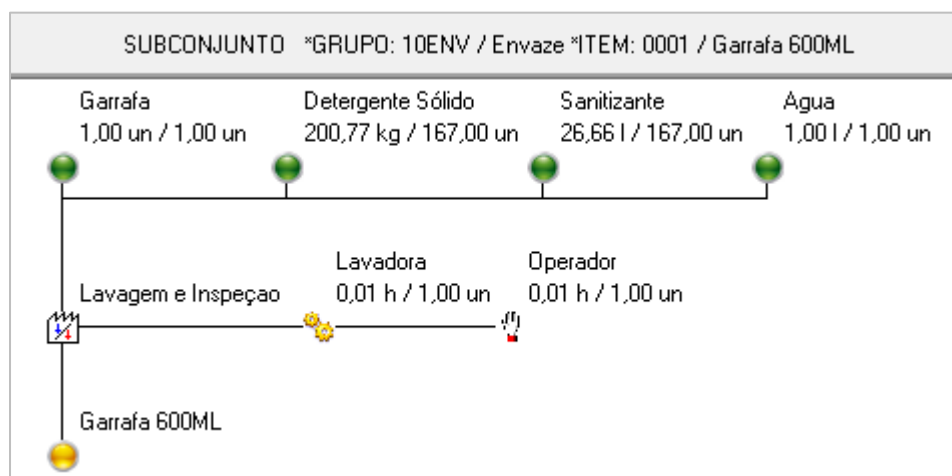 SUBCONJUNTO *GRUPO: 10ENV / Envaze *ITEM: 0001 / Garrafa 600ML
Garrafa
1,00 un / 1,00 un
Detergente Sólido
200,77 kg / 167,00 un
Sanitizante
26,66 l / 167,00 un
Agua
1,00 l / 1,00 un
Lavagem e Inspeçao
Lavadora
0,01 h / 1,00 un
Operador
0,01 h / 1,00 un
Garrafa 600ML